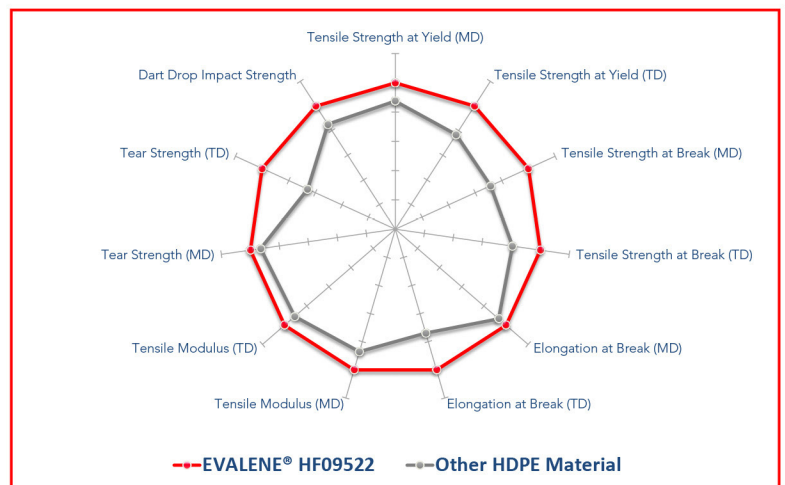 Tensile Strength at Yield (MD)
Tensile Strength at Yield (TD)
Tensile Strength at Break (MD)
Tensile Strength at Break (TD)
Elongation at Break (MD)
Elongation at Break (TD)
Tensile Modulus (MD)
Tensile Modulus (TD)
Tear Strength (MD)
Tear Strength (TD)
Dart Drop Impact Strength
EVALENE® HF09522
Other HDPE Material